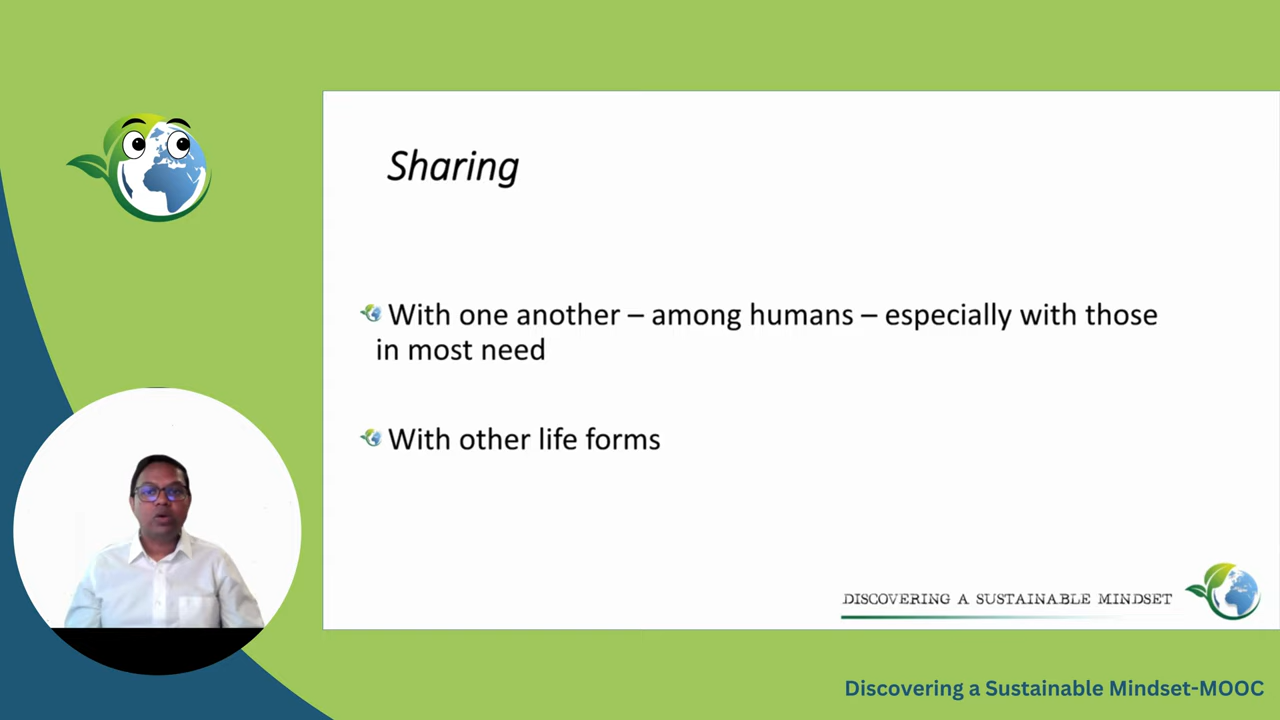 Sharing
With one another – among humans – especially with those
in most need
With other life forms
DISCOVERING A SUSTAINABLE MINDSET
Discovering a Sustainable Mindset-MOOC